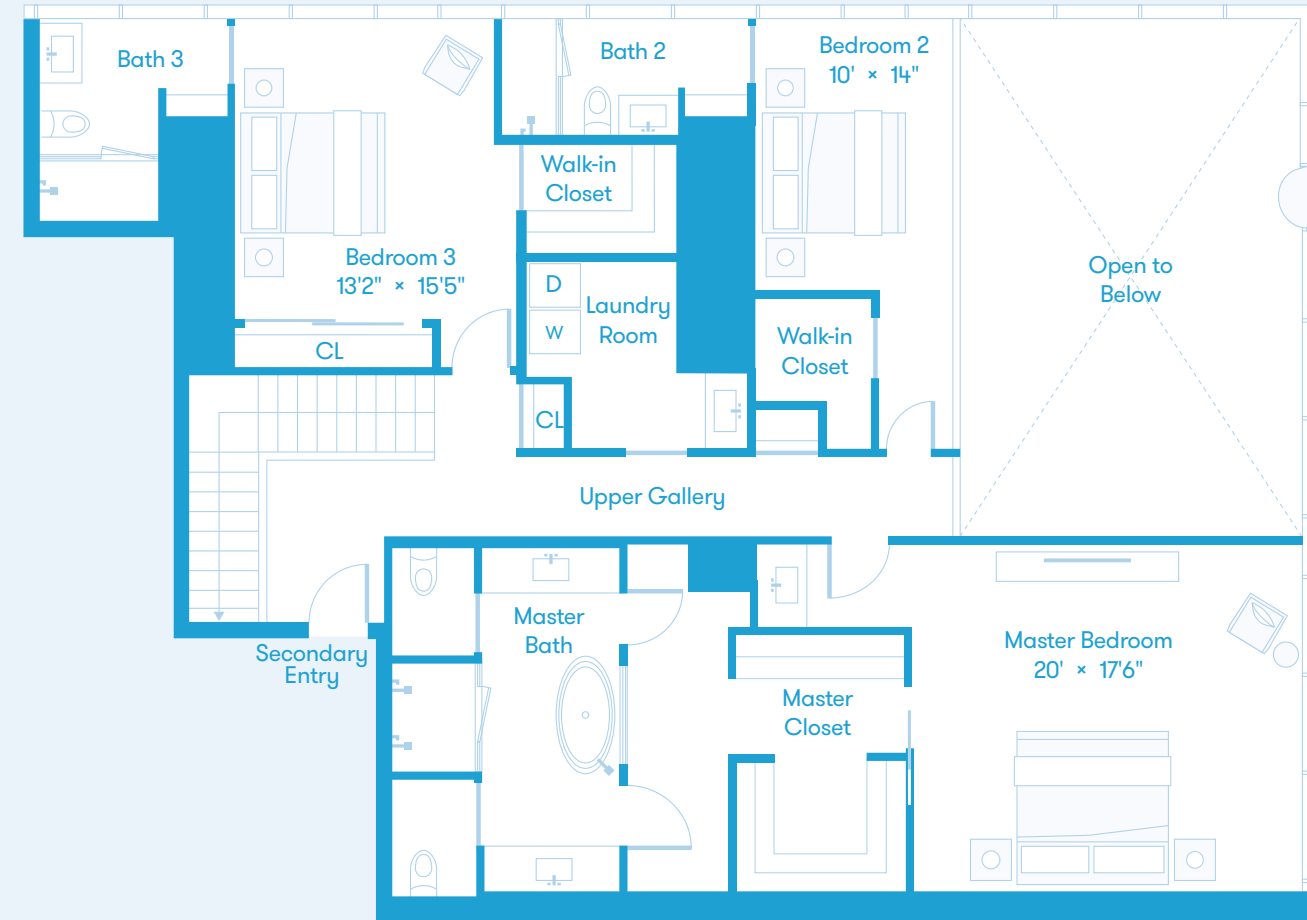 Bath 3
Bath 2
Bedroom 2
10' × 14"
Walk-in
Closet
Bedroom 3
13'2" × 15'5"
Open to
Below
D
Laundry
Room
W
Walk-in
Closet
CL
CL
Upper Gallery
Master
Bath
Secondary
Entry
Master Bedroom
20' × 17'6"
Master
Closet